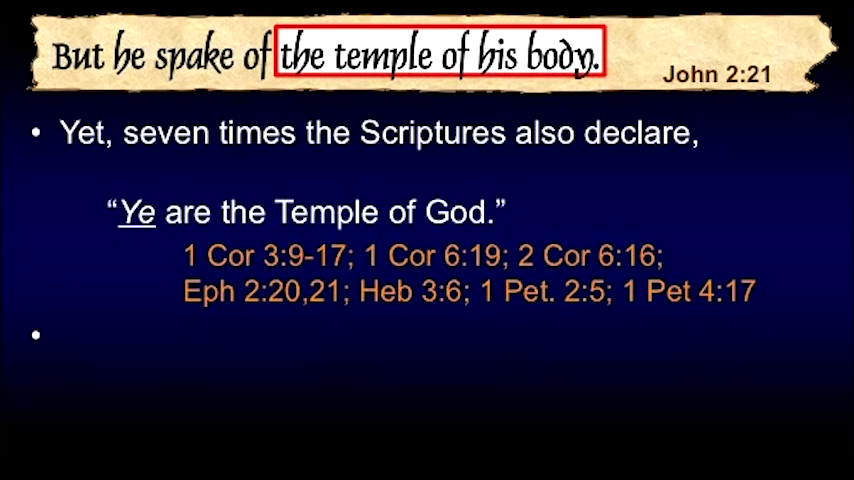 But he spake of the temple of his body.
John 2:21
• Yet, seven times the Scriptures also declare,
“Ye are the Temple of God.”
1 Cor 3:9-17; 1 Cor 6:19; 2 Cor 6:16;
Eph 2:20,21; Heb 3:6; 1 Pet. 2:5; 1 Pet 4:17
•